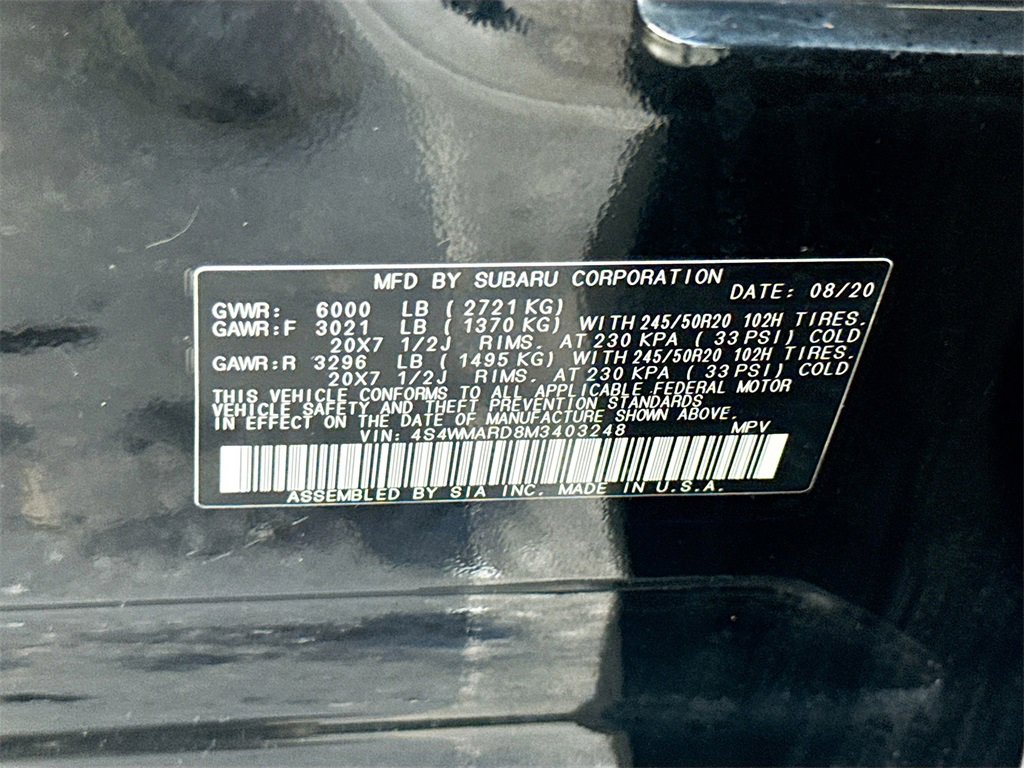 MFD BY SUBARU CORPORATION
DATE: 08/20
GVWR: 6000 LB ( 2721 KG)
GAWR:F 3021 LB ( 1370 KG) WITH 245/50R20 102H TIRES.
20X7 1/2J RIMS. AT 230 KPA ( 33 PSI) COLD
GAWR:R 3296 LB ( 1495 KG) WITH 245/50R20 102H TIRES.
20X7 1/2J RIMS. AT 230 KPA ( 33 PSI) COLD
THIS VEHICLE CONFORMS TO ALL APPLICABLE FEDERAL MOTOR
VEHICLE SAFETY AND THEFT PREVENTION STANDARDS
IN EFFECT ON THE DATE OF MANUFACTURE SHOWN ABOVE.
VIN: 4S4WMARD8M3403248 MPV
ASSEMBLED BY SIA INC. MADE IN U.S.A.